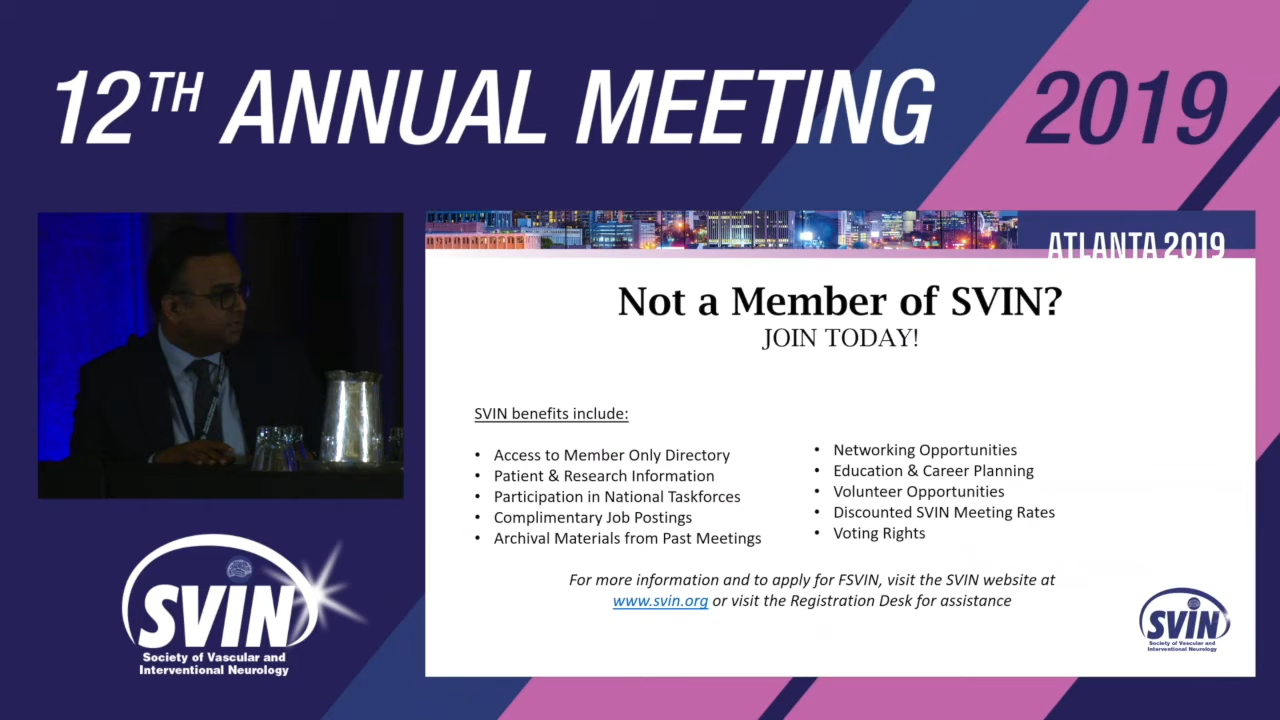 12TH ANNUAL MEETING 2019
ATLANTA 2019
Not a Member of SVIN?
JOIN TODAY!
SVIN benefits include:
• Access to Member Only Directory
• Patient & Research Information
• Participation in National Taskforces
• Complimentary Job Postings
• Archival Materials from Past Meetings
• Networking Opportunities
• Education & Career Planning
• Volunteer Opportunities
• Discounted SVIN Meeting Rates
• Voting Rights
For more information and to apply for FSVIN, visit the SVIN website at
www.svin.org or visit the Registration Desk for assistance
SVIN
Society of Vascular and
Interventional Neurology
SVIN
Society of Vascular and
Interventional Neurology